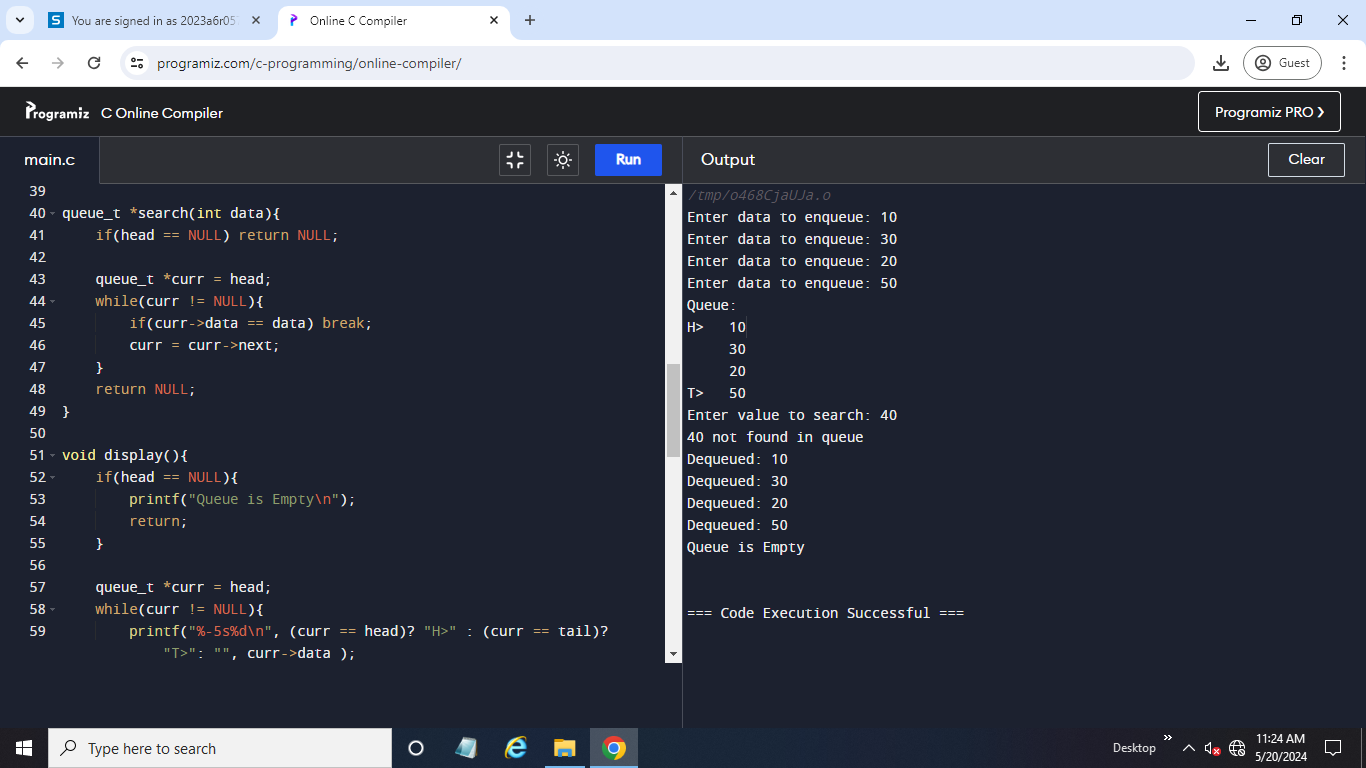 You are signed in as 2023a6r05
Online C Compiler
programiz.com/c-programming/online-compiler/
Guest
Programiz C Online Compiler
Programiz PRO ❯
main.c
Run
39
40 queue_t *search(int data){
41     if(head == NULL) return NULL;
42
43     queue_t *curr = head;
44     while(curr != NULL){
45         if(curr->data == data) break;
46         curr = curr->next;
47     }
48     return NULL;
49 }
50
51 void display(){
52     if(head == NULL){
53         printf("Queue is Empty\n");
54         return;
55     }
56
57     queue_t *curr = head;
58     while(curr != NULL){
59         printf("%-5s%d\n", (curr == head)? "H>" : (curr == tail)?
            "T>": "", curr->data );
Output
Clear
/tmp/o468CjaUJa.o
Enter data to enqueue: 10
Enter data to enqueue: 30
Enter data to enqueue: 20
Enter data to enqueue: 50
Queue:
H>   10
     30
     20
T>   50
Enter value to search: 40
40 not found in queue
Dequeued: 10
Dequeued: 30
Dequeued: 20
Dequeued: 50
Queue is Empty
=== Code Execution Successful ===
Type here to search
Desktop
11:24 AM
5/20/2024